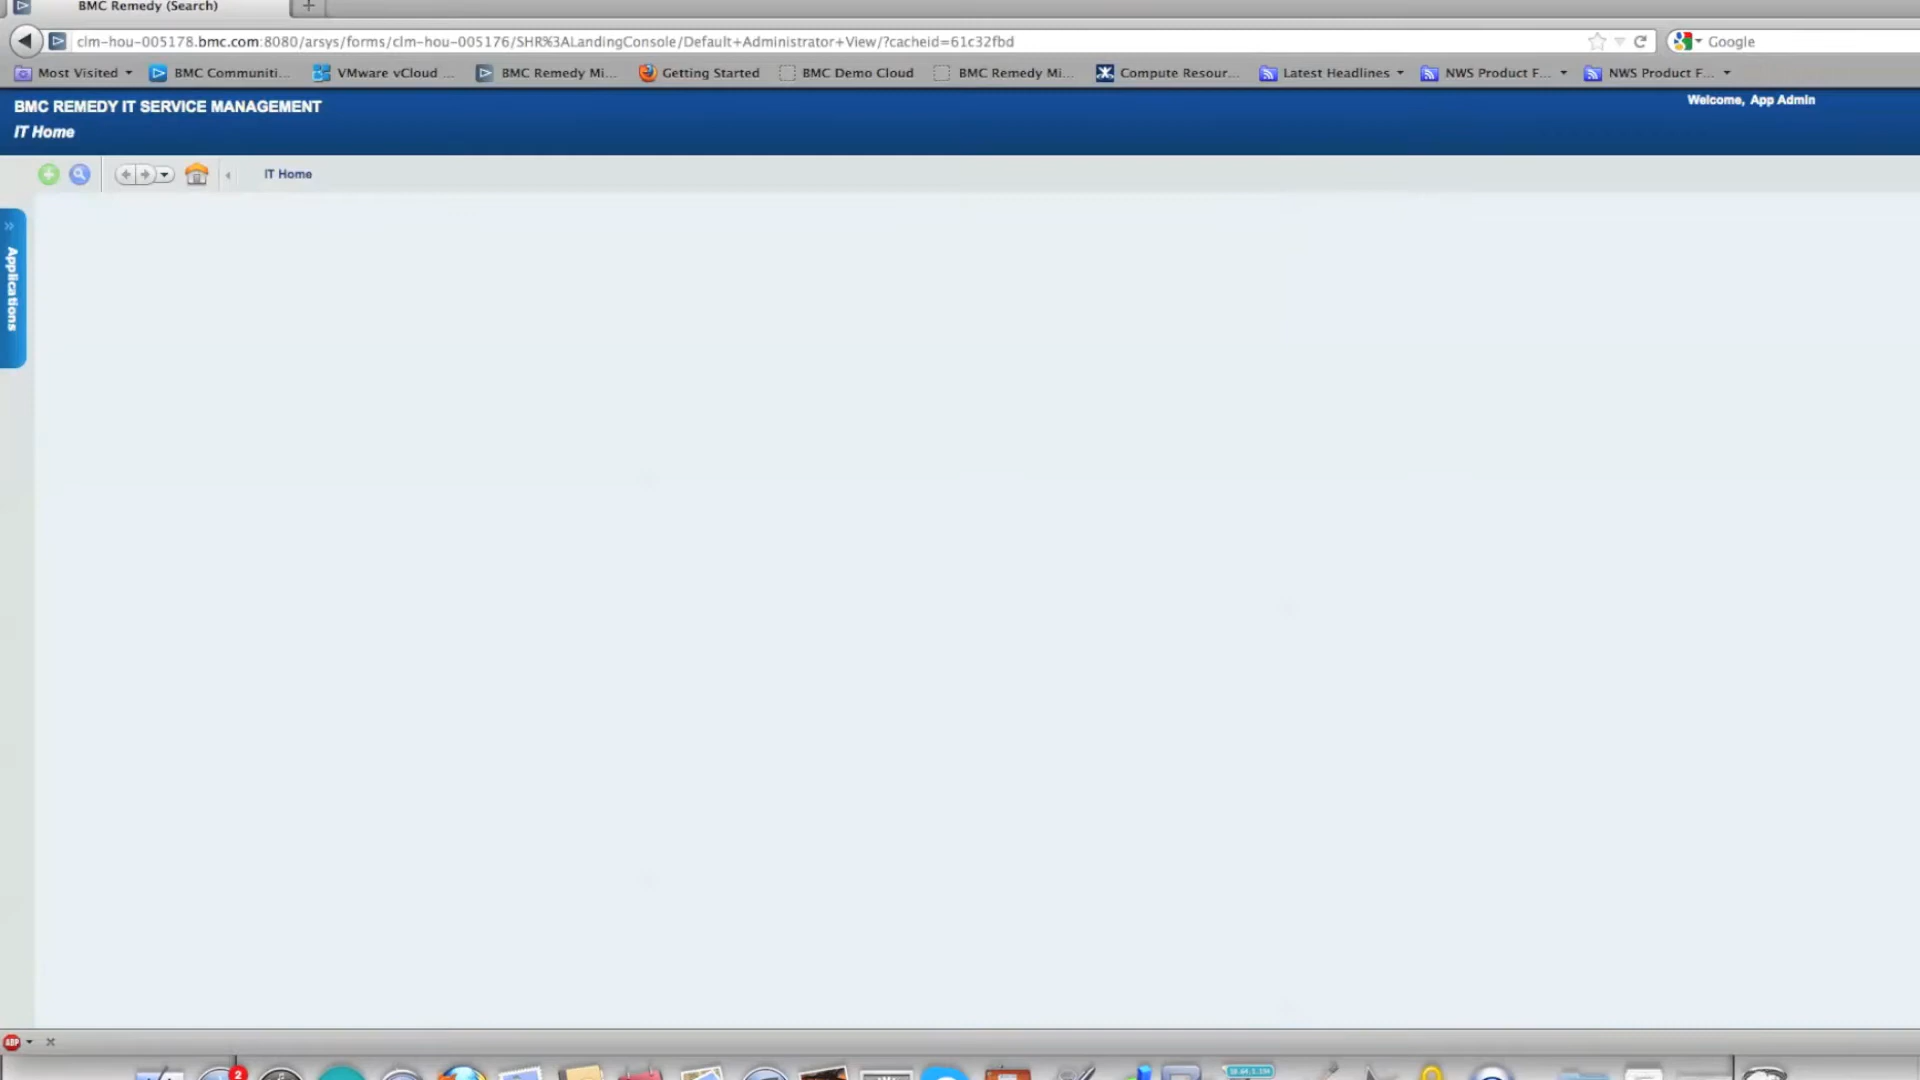 BMC Remedy (Search)
clm-hou-005178.bmc.com:8080/arsys/forms/clm-hou-005176/SHR%3ALandingConsole/Default+Administrator+View/?cacheid=61c32fbd
Google
Most Visited
BMC Communiti...
VMware vCloud ...
BMC Remedy Mi...
Getting Started
BMC Demo Cloud
BMC Remedy Mi...
Compute Resour...
Latest Headlines
NWS Product F...
NWS Product F...
BMC REMEDY IT SERVICE MANAGEMENT
Welcome, App Admin
IT Home
IT Home
Applications
ABP
2